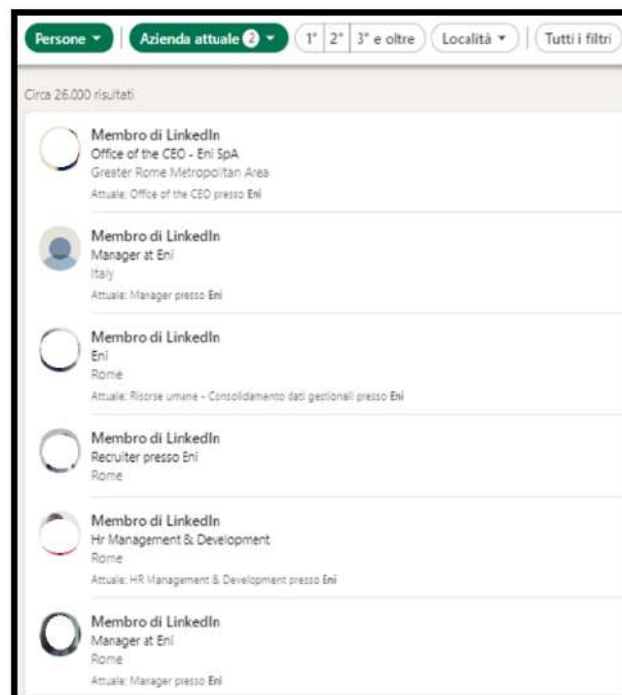 Persone Azienda attuale 2 1° 2° 3° e oltre Località Tutti i filtri
Circa 26.000 risultati
Membro di LinkedIn
Office of the CEO - Eni SpA
Greater Rome Metropolitan Area
Attuale: Office of the CEO presso Eni
Membro di LinkedIn
Manager at Eni
Italy
Attuale: Manager presso Eni
Membro di LinkedIn
Eni
Rome
Attuale: Risorse umane - Consolidamento dati gestionali presso Eni
Membro di LinkedIn
Recruiter presso Eni
Rome
Membro di LinkedIn
Hr Management & Development
Rome
Attuale: HR Management & Development presso Eni
Membro di LinkedIn
Manager at Eni
Rome
Attuale: Manager presso Eni